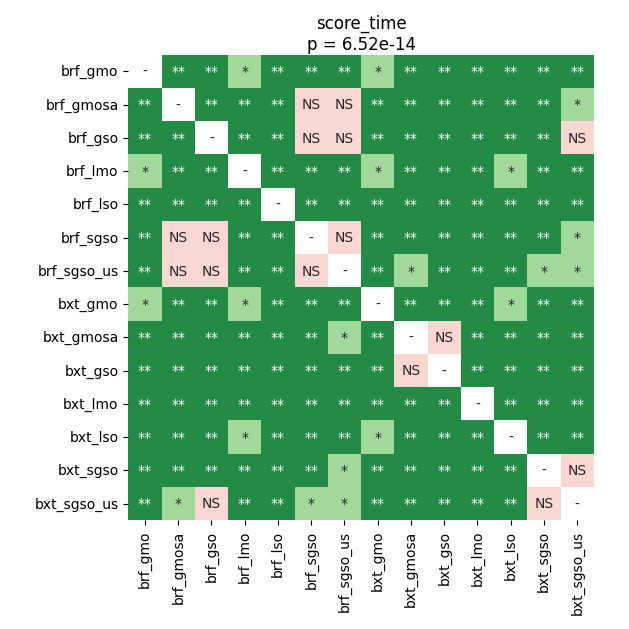 score_time
p = 6.52e-14
brf_gmo - ** ** * ** ** ** * ** ** ** ** ** **
brf_gmosa ** - ** ** ** NS NS ** ** ** ** ** ** *
brf_gso ** ** - ** ** NS NS ** ** ** ** ** ** NS
brf_lmo * ** ** - ** ** ** * ** ** ** * ** **
brf_lso ** ** ** ** - ** ** ** ** ** ** ** ** **
brf_sgso ** NS NS ** ** - NS ** ** ** ** ** ** *
brf_sgso_us ** NS NS ** ** NS - ** * ** ** ** * *
bxt_gmo * ** ** * ** ** ** - ** ** ** * ** **
bxt_gmosa ** ** ** ** ** ** * ** - NS ** ** ** **
bxt_gso ** ** ** ** ** ** ** ** NS - ** ** ** **
bxt_lmo ** ** ** ** ** ** ** ** ** ** - ** ** **
bxt_lso ** ** ** * ** ** ** * ** ** ** - ** **
bxt_sgso ** ** ** ** ** ** * ** ** ** ** ** - NS
bxt_sgso_us ** * NS ** ** * * ** ** ** ** ** NS -
brf_gmo
brf_gmosa
brf_gso
brf_lmo
brf_lso
brf_sgso
brf_sgso_us
bxt_gmo
bxt_gmosa
bxt_gso
bxt_lmo
bxt_lso
bxt_sgso
bxt_sgso_us